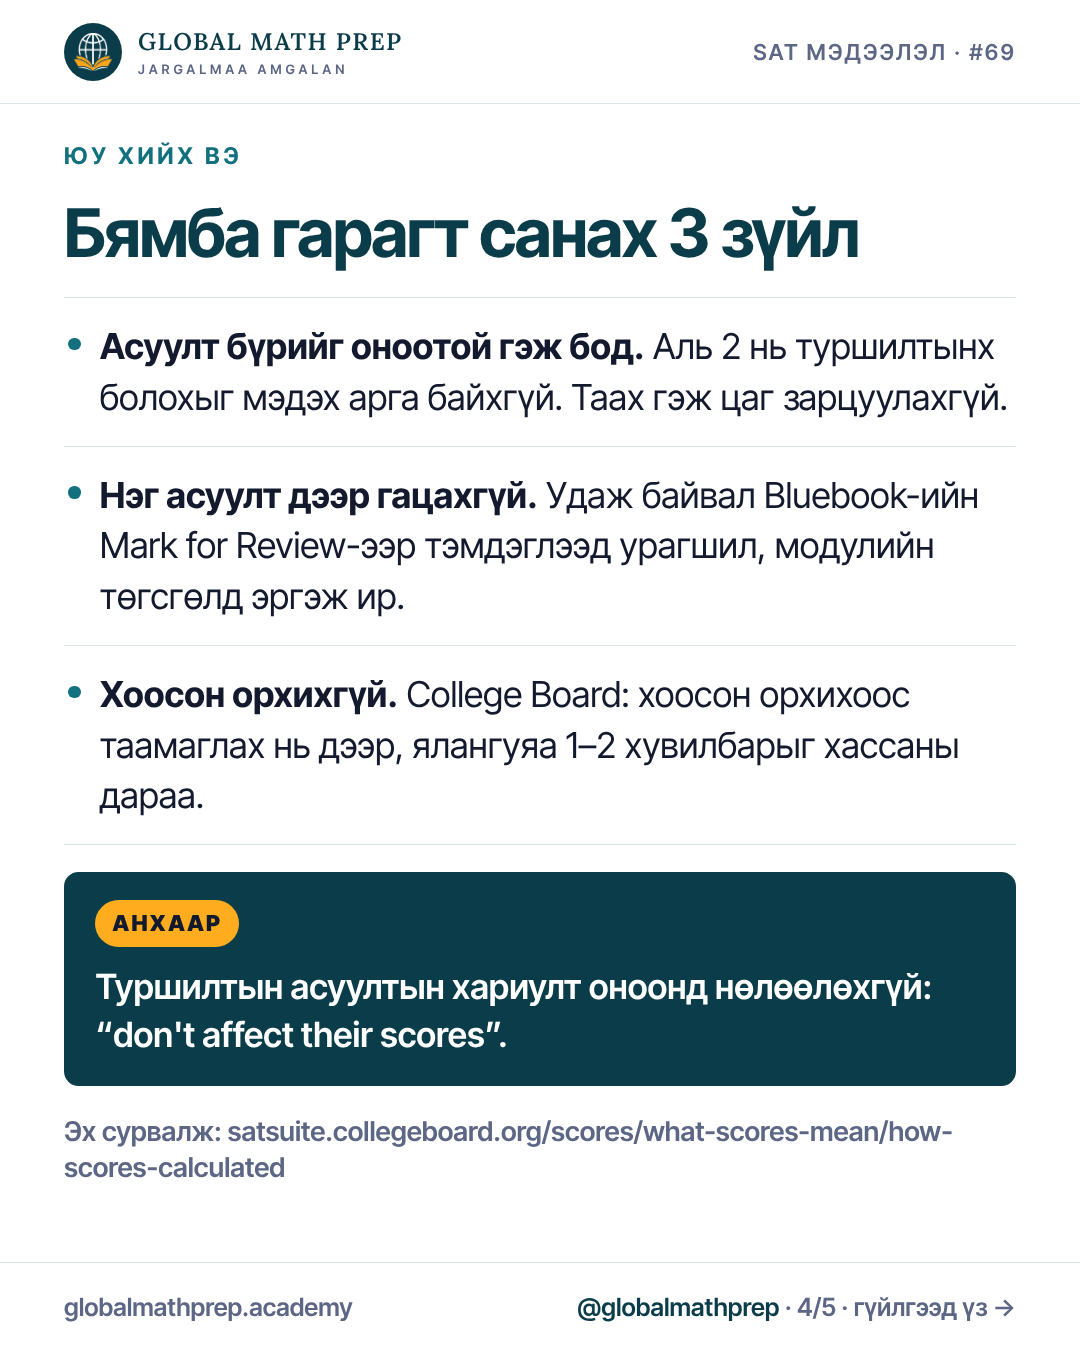 GLOBAL MATH PREP
JARGALMAA AMGALAN
SAT МЭДЭЭЛЭЛ · #69
ЮУ ХИЙХ ВЭ
Бямба гарагт санах 3 зүйл
• Асуулт бүрийг оноотой гэж бод. Аль 2 нь туршилтынх
болохыг мэдэх арга байхгүй. Таах гэж цаг зарцуулахгүй.
• Нэг асуулт дээр гацахгүй. Удаж байвал Bluebook-ийн
Mark for Review-ээр тэмдэглээд урагшил, модулийн
төгсгөлд эргэж ир.
• Хоосон орхихгүй. College Board: хоосон орхихоос
таамаглах нь дээр, ялангуяа 1–2 хувилбарыг хассаны
дараа.
АНХААР
Туршилтын асуултын хариулт оноонд нөлөөлөхгүй:
“don't affect their scores”.
Эх сурвалж: satsuite.collegeboard.org/scores/what-scores-mean/how-
scores-calculated
globalmathprep.academy
@globalmathprep · 4/5 · гүйлгээд үз →